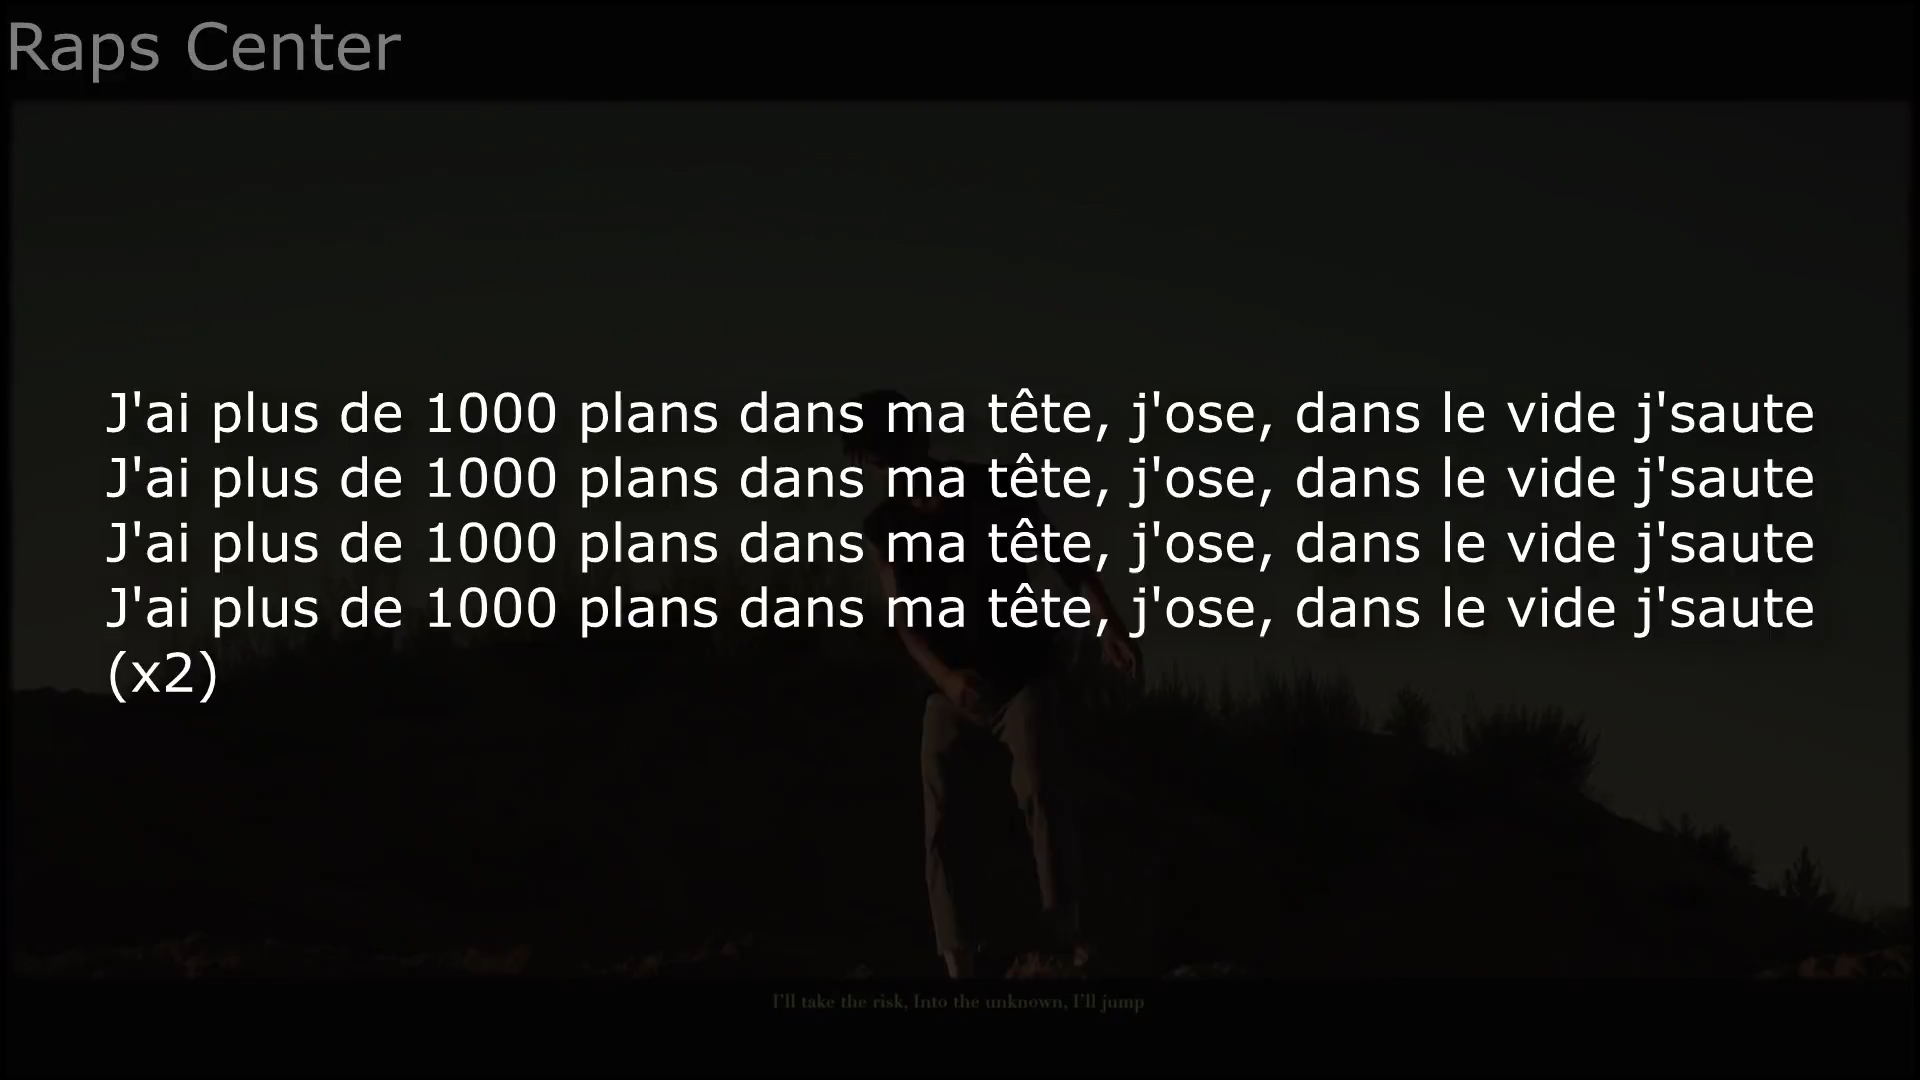 Raps Center
J'ai plus de 1000 plans dans ma tête, j'ose, dans le vide j'saute
J'ai plus de 1000 plans dans ma tête, j'ose, dans le vide j'saute
J'ai plus de 1000 plans dans ma tête, j'ose, dans le vide j'saute
J'ai plus de 1000 plans dans ma tête, j'ose, dans le vide j'saute
(x2)
I'll take the risk, Into the unknown, I'll jump